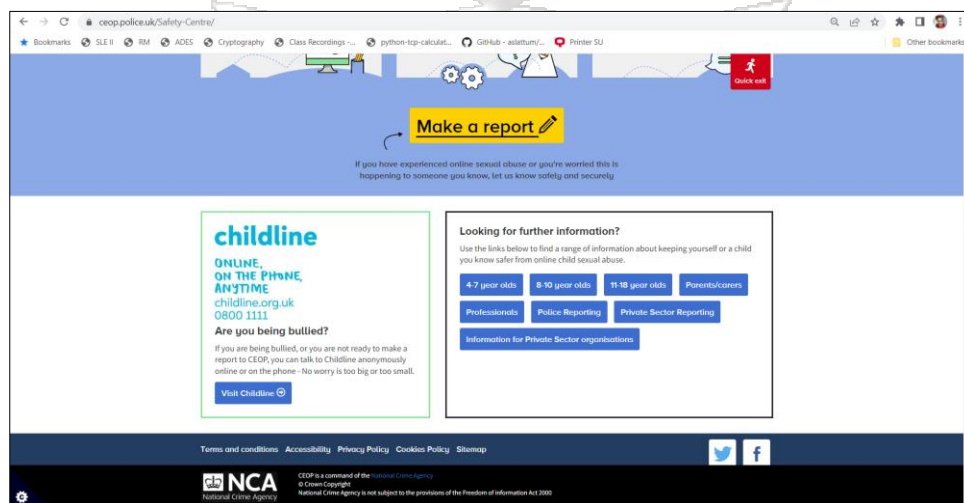 ceop.police.uk/Safety-Centre/
Bookmarks SLE II RM ADES Cryptography Class Recordings -... python-tcp-calculat... GitHub - aslattum/... Printer SU Other bookmarks
Quick exit
Make a report
If you have experienced online sexual abuse or you're worried this is
happening to someone you know, let us know safely and securely
childline
ONLINE,
ON THE PHONE,
ANYTIME
childline.org.uk
0800 1111
Are you being bullied?
If you are being bullied, or you are not ready to make a
report to CEOP, you can talk to Childline anonymously
online or on the phone - No worry is too big or too small.
Visit Childline
Looking for further information?
Use the links below to find a range of information about keeping yourself or a child
you know safer from online child sexual abuse.
4-7 year olds 8-10 year olds 11-18 year olds Parents/carers
Professionals Police Reporting Private Sector Reporting
Information for Private Sector organisations
Terms and conditions Accessibility Privacy Policy Cookies Policy Sitemap
NCA
National Crime Agency
CEOP is a command of the National Crime Agency
© Crown Copyright
National Crime Agency is not subject to the provisions of the Freedom of information Act 2000